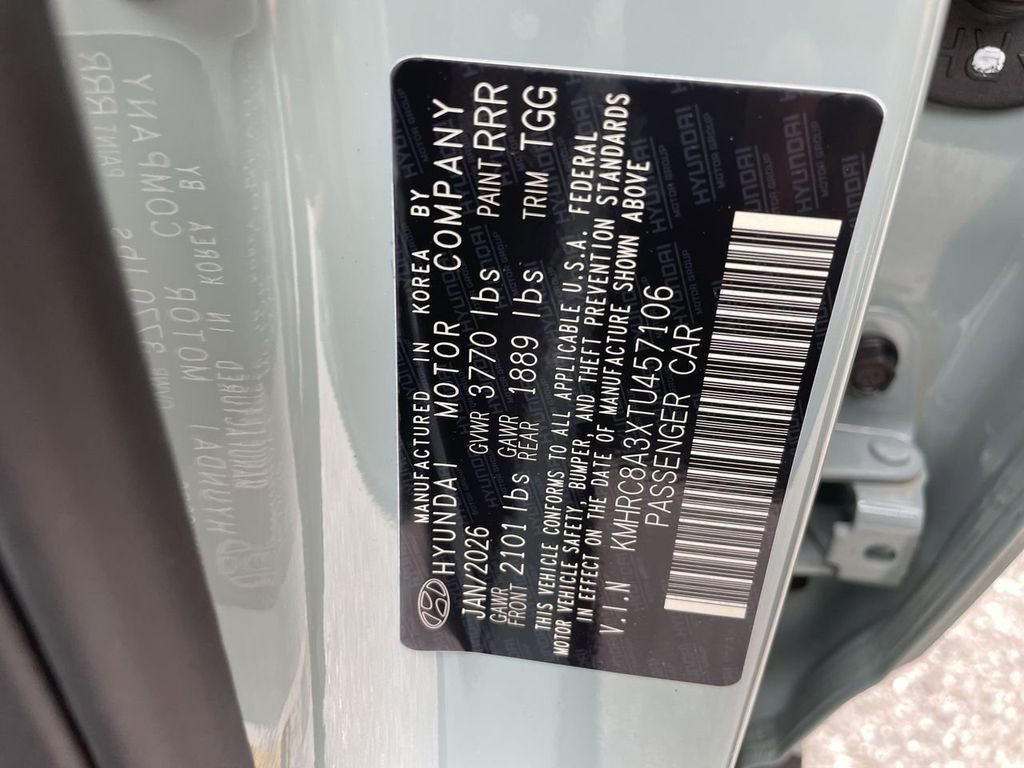 MANUFACTURED IN KOREA BY
HYUNDAI MOTOR COMPANY
JAN/2026 GVWR 3770 lbs PAINT RRR
GAWR FRONT 2101 lbs GAWR REAR 1889 lbs TRIM TGG
THIS VEHICLE CONFORMS TO ALL APPLICABLE U.S.A. FEDERAL
MOTOR VEHICLE SAFETY, BUMPER, AND THEFT PREVENTION STANDARDS
IN EFFECT ON THE DATE OF MANUFACTURE SHOWN ABOVE
V.I.N KMHRC8A3XTU457106
PASSENGER CAR